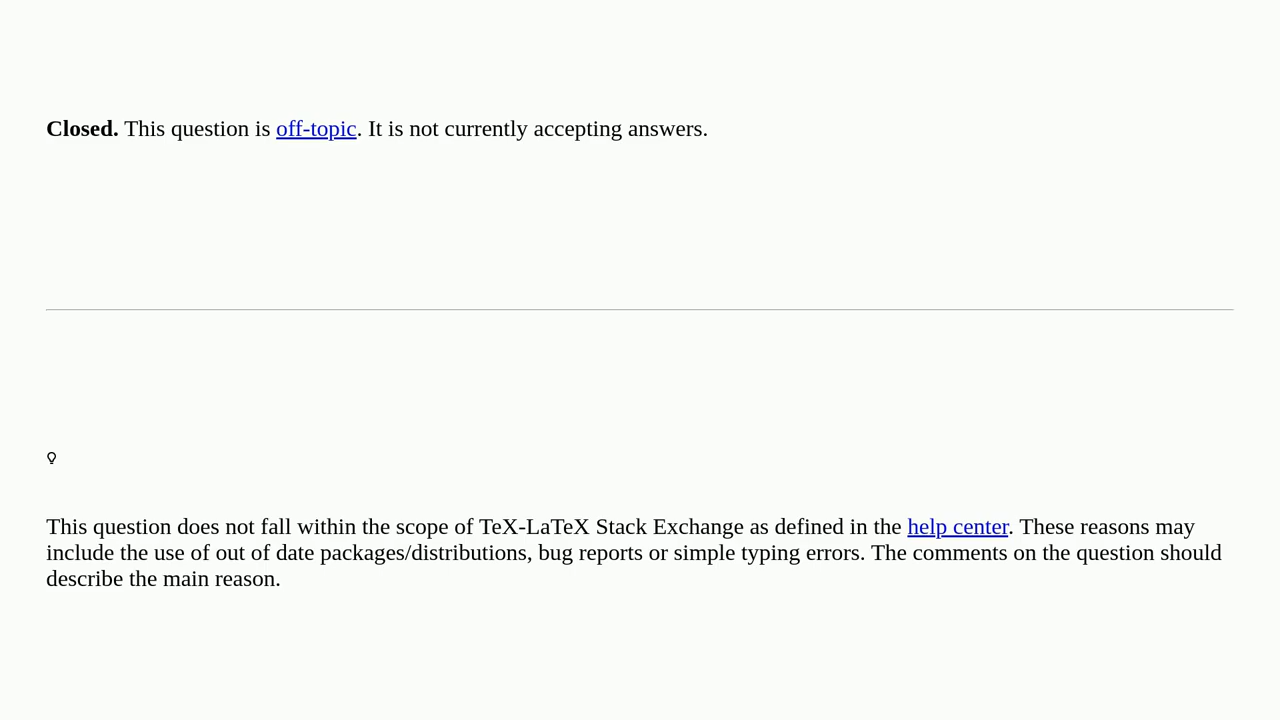 Closed. This question is off-topic. It is not currently accepting answers.
This question does not fall within the scope of TeX-LaTeX Stack Exchange as defined in the help center. These reasons may
include the use of out of date packages/distributions, bug reports or simple typing errors. The comments on the question should
describe the main reason.